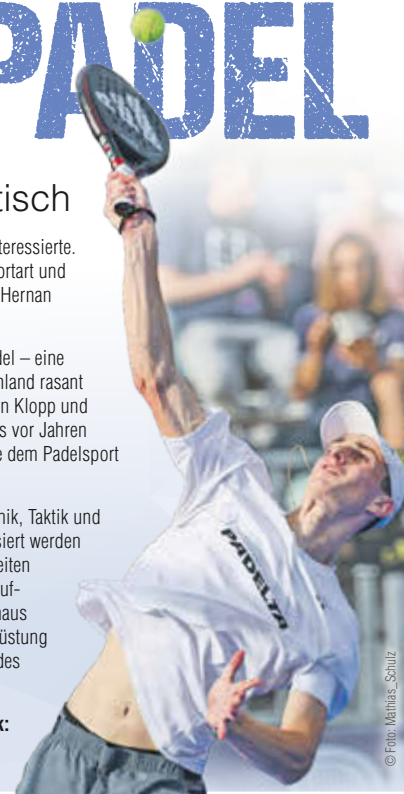 PADEL
tisch
teressierte.
ortart und
Hernan
del – eine
nland rasant
n Klopp und
s vor Jahren
e dem Padelsport
nik, Taktik und
siert werden
eiten
uf-
haus
üstung
des
k:
PADELZA
© Foto: Mathias_Schulz